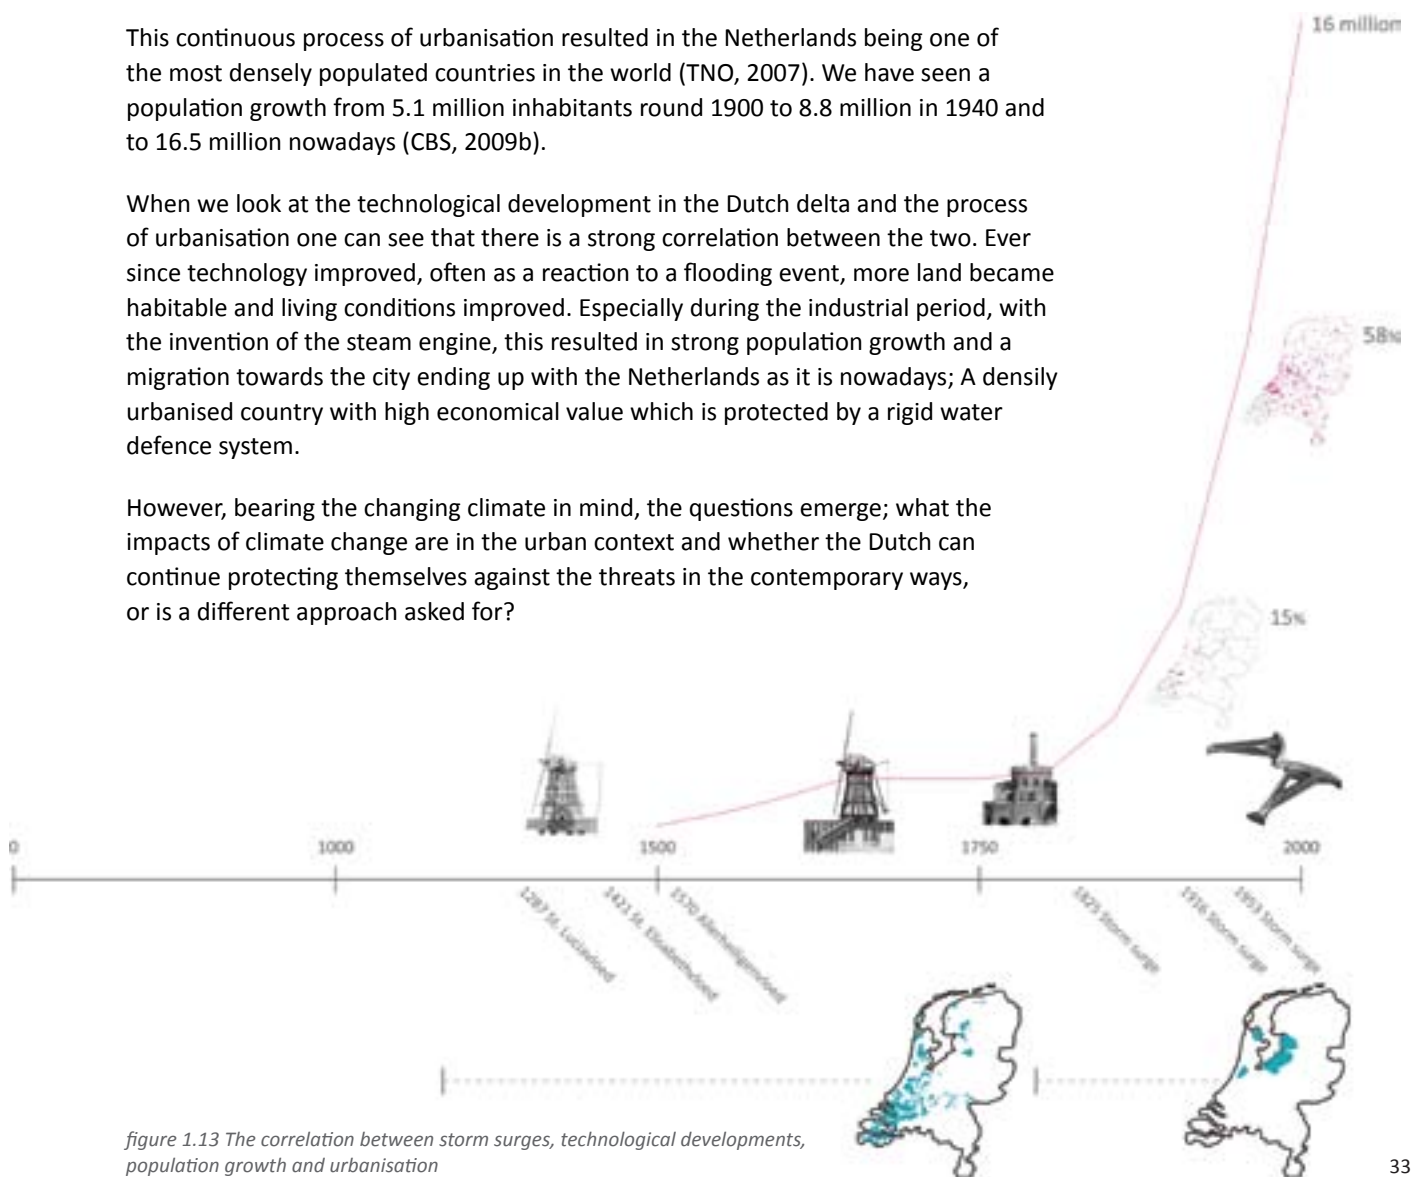 This continuous process of urbanisation resulted in the Netherlands being one of
the most densely populated countries in the world (TNO, 2007). We have seen a
population growth from 5.1 million inhabitants round 1900 to 8.8 million in 1940 and
to 16.5 million nowadays (CBS, 2009b).
When we look at the technological development in the Dutch delta and the process
of urbanisation one can see that there is a strong correlation between the two. Ever
since technology improved, often as a reaction to a flooding event, more land became
habitable and living conditions improved. Especially during the industrial period, with
the invention of the steam engine, this resulted in strong population growth and a
migration towards the city ending up with the Netherlands as it is nowadays; A densily
urbanised country with high economical value which is protected by a rigid water
defence system.
However, bearing the changing climate in mind, the questions emerge; what the
impacts of climate change are in the urban context and whether the Dutch can
continue protecting themselves against the threats in the contemporary ways,
or is a different approach asked for?
16 million
58%
15%
0
1000
1500
1750
2000
1287 St. Luciavloed
1421 St. Elisabethvloed
1570 Allerheiligenvloed
1825 Storm surge
1916 Storm surge
1953 Storm surge
figure 1.13 The correlation between storm surges, technological developments,
population growth and urbanisation
33